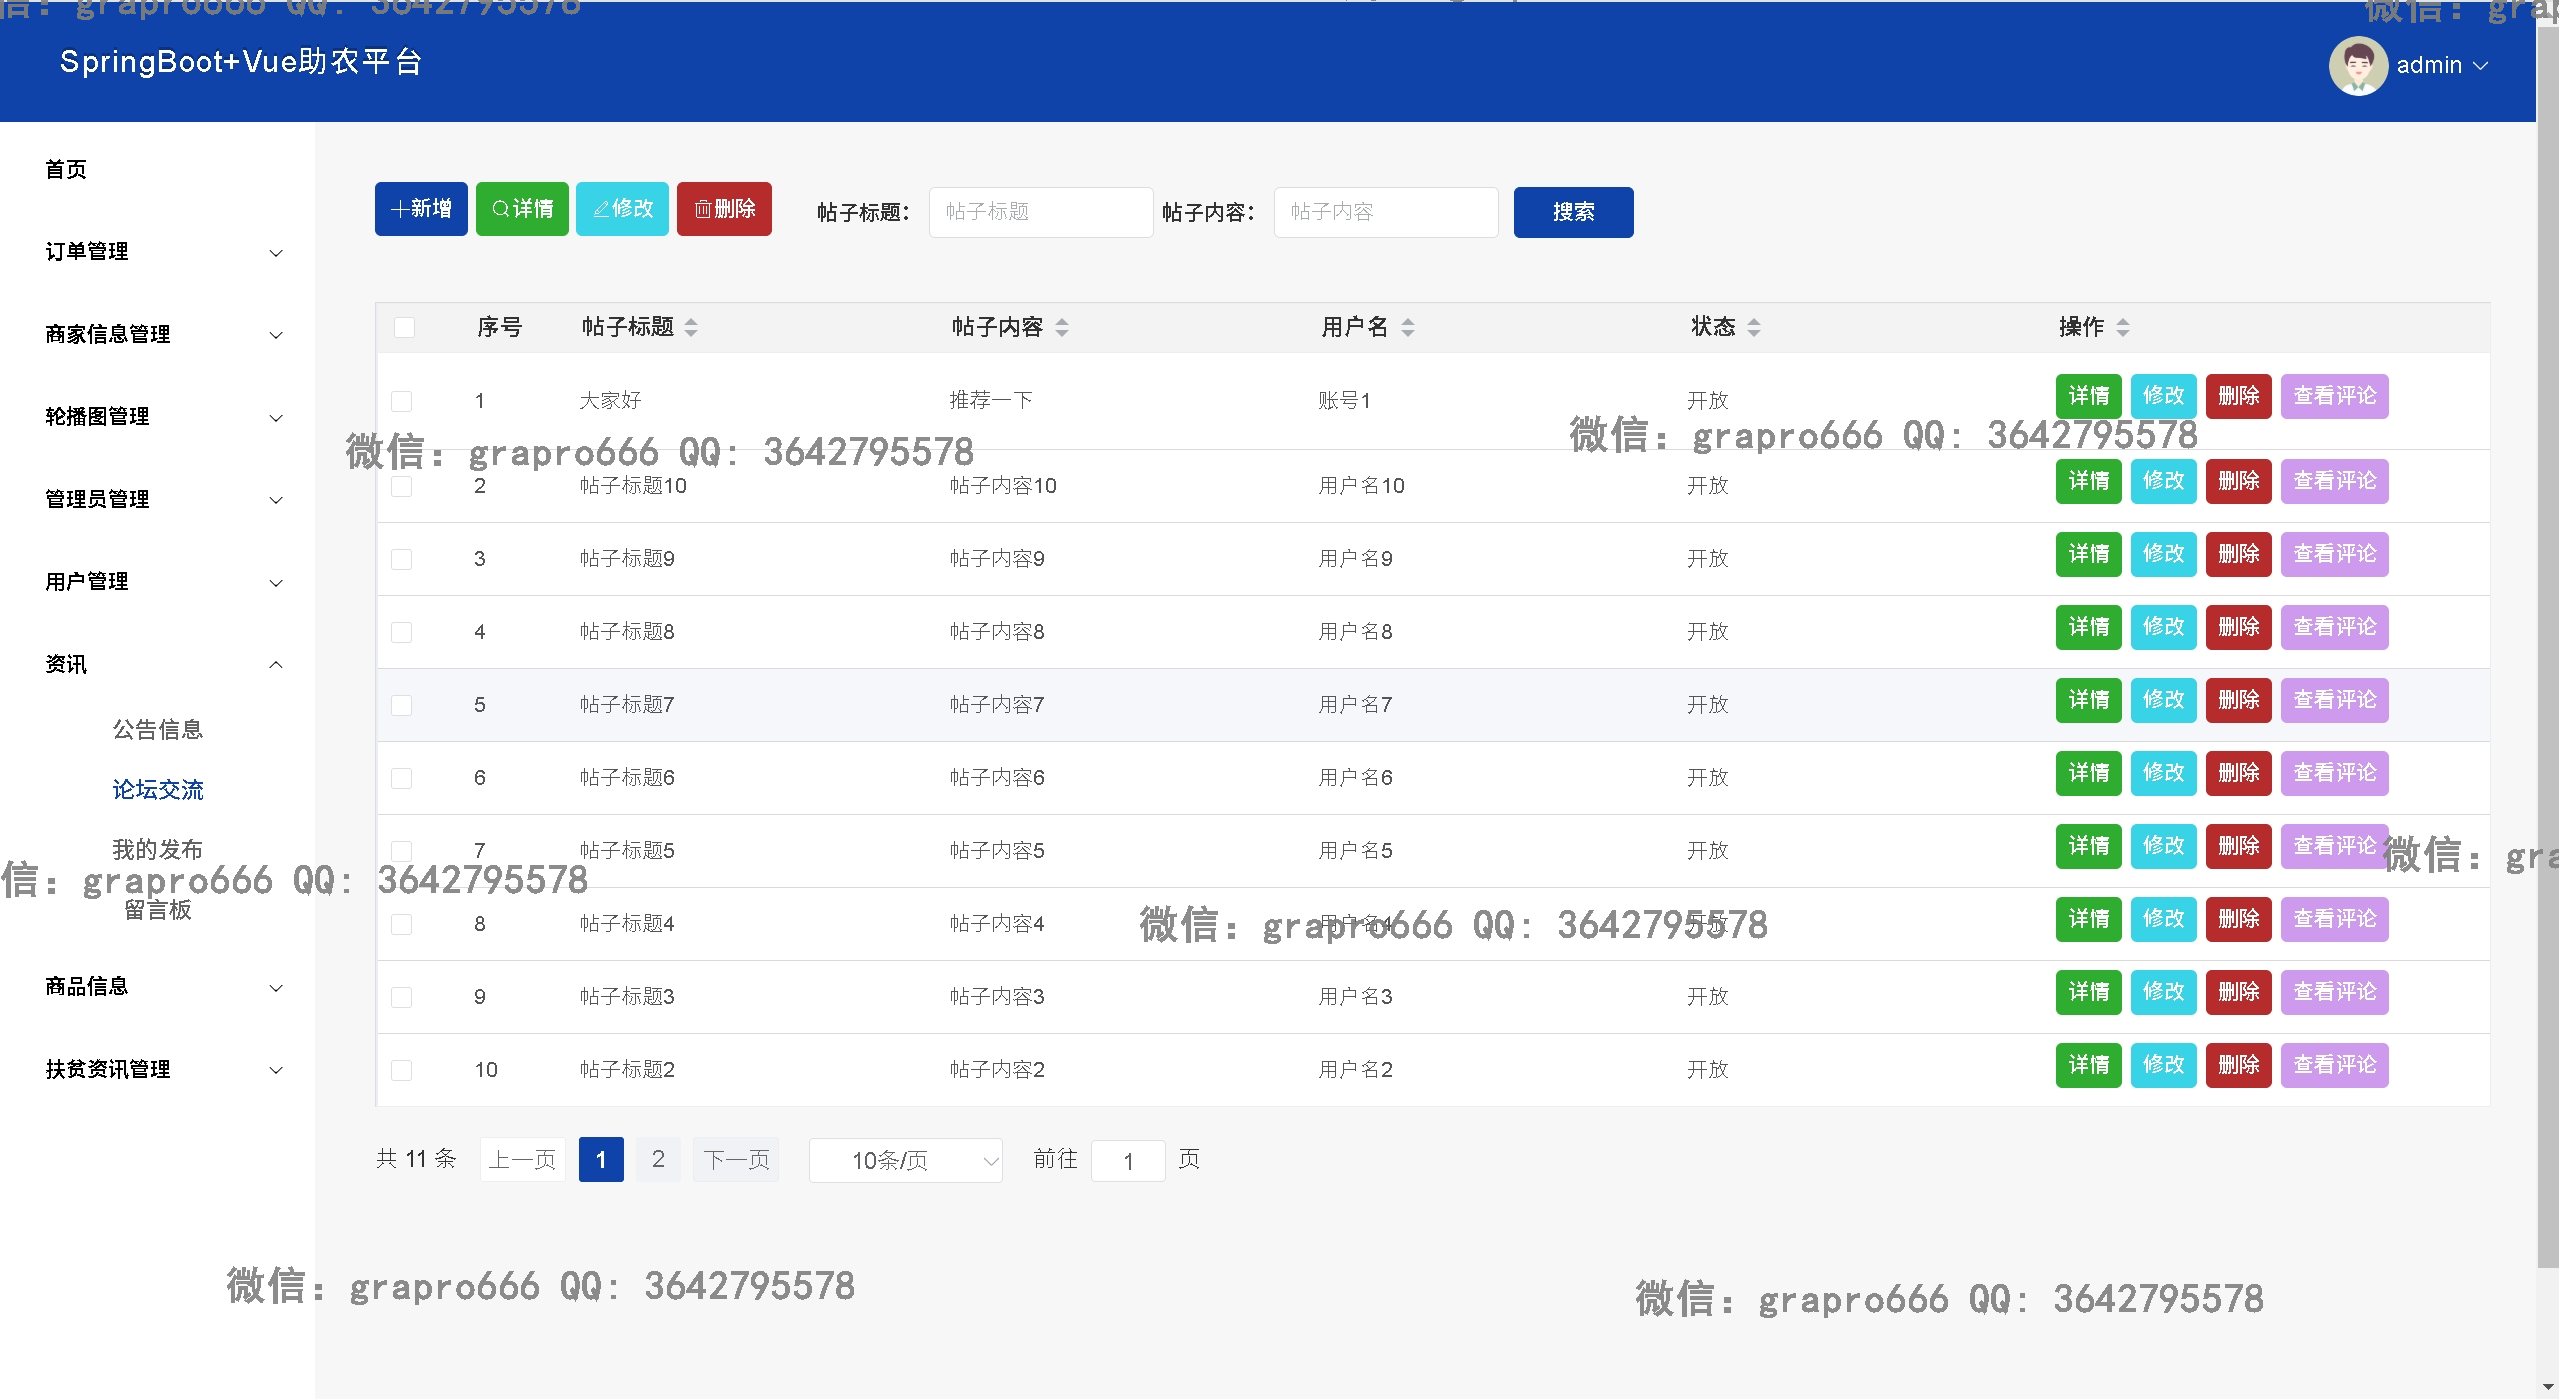 信: grapro666 QQ: 3642795578
微信: grap
SpringBoot+Vue助农平台
admin
首页
订单管理
商家信息管理
轮播图管理
管理员管理
用户管理
资讯
公告信息
论坛交流
我的发布
留言板
商品信息
扶贫资讯管理
新增 详情 修改 删除 帖子标题: 帖子标题 帖子内容: 帖子内容 搜索
序号 帖子标题 帖子内容 用户名 状态 操作
1 大家好 推荐一下 账号1 开放 详情 修改 删除 查看评论
微信: grapro666 QQ: 3642795578
微信: grapro666 QQ: 3642795578
2 帖子标题10 帖子内容10 用户名10 开放 详情 修改 删除 查看评论
3 帖子标题9 帖子内容9 用户名9 开放 详情 修改 删除 查看评论
4 帖子标题8 帖子内容8 用户名8 开放 详情 修改 删除 查看评论
5 帖子标题7 帖子内容7 用户名7 开放 详情 修改 删除 查看评论
6 帖子标题6 帖子内容6 用户名6 开放 详情 修改 删除 查看评论
7 帖子标题5 帖子内容5 用户名5 开放 详情 修改 删除 查看评论
信: grapro666 QQ: 3642795578
微信: gra
8 帖子标题4 帖子内容4 用户名4 开放 详情 修改 删除 查看评论
微信: grapro666 QQ: 3642795578
9 帖子标题3 帖子内容3 用户名3 开放 详情 修改 删除 查看评论
10 帖子标题2 帖子内容2 用户名2 开放 详情 修改 删除 查看评论
共 11 条 上一页 1 2 下一页 10条/页 前往 1 页
微信: grapro666 QQ: 3642795578
微信: grapro666 QQ: 3642795578